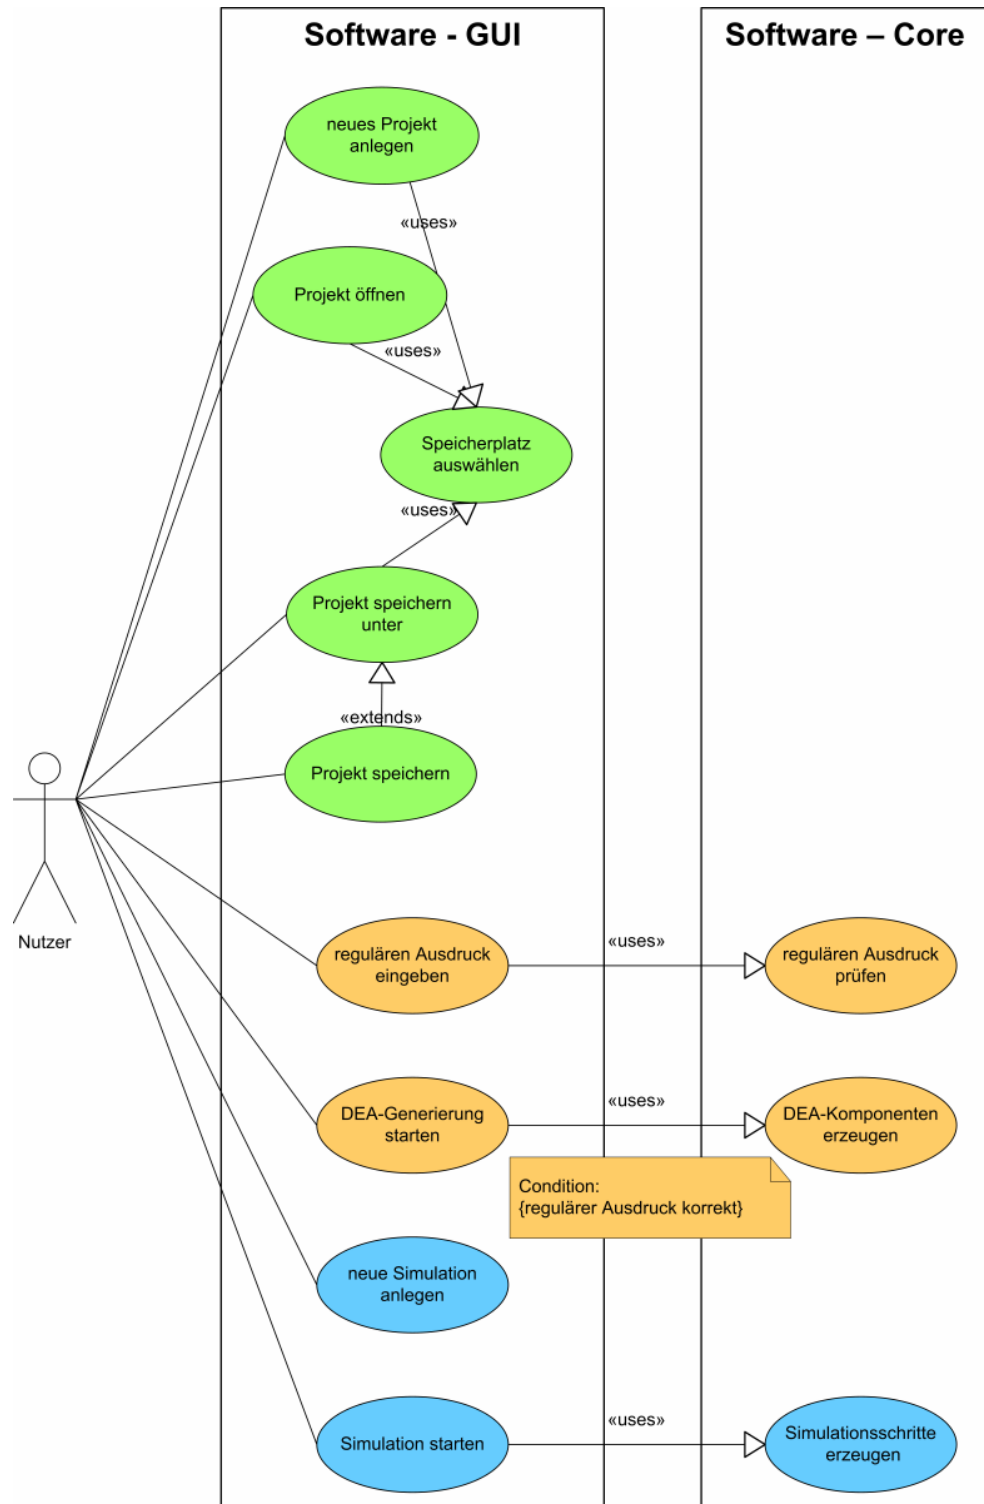 Software - GUI
Software – Core
neues Projekt
anlegen
«uses»
Projekt öffnen
«uses»
Speicherplatz
auswählen
«uses»
Projekt speichern
unter
«extends»
Projekt speichern
Nutzer
regulären Ausdruck
eingeben
«uses»
regulären Ausdruck
prüfen
DEA-Generierung
starten
«uses»
DEA-Komponenten
erzeugen
Condition:
{regulärer Ausdruck korrekt}
neue Simulation
anlegen
Simulation starten
«uses»
Simulationsschritte
erzeugen